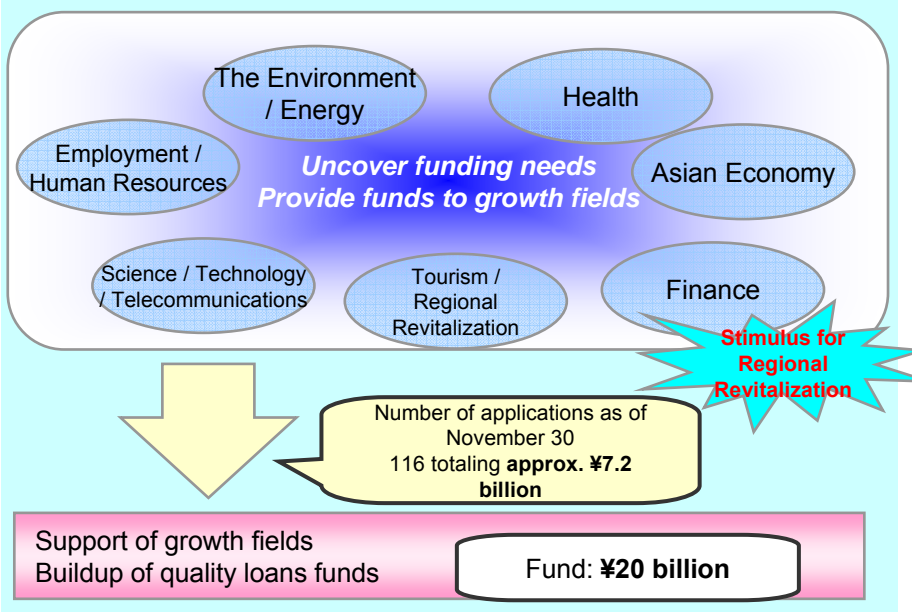 The Environment
/ Energy
Health
Employment /
Human Resources
Uncover funding needs
Provide funds to growth fields
Asian Economy
Science / Technology
/ Telecommunications
Tourism /
Regional
Revitalization
Finance
Stimulus for
Regional
Revitalization
Number of applications as of
November 30
116 totaling approx. ¥7.2
billion
Support of growth fields
Buildup of quality loans funds
Fund: ¥20 billion